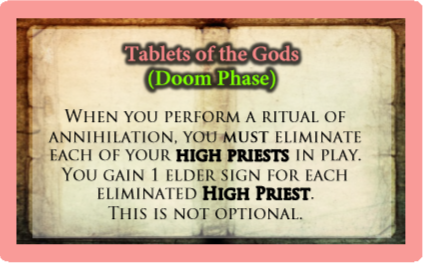 Tablets of the Gods
(Doom Phase)
When you perform a ritual of
annihilation, you must eliminate
each of your high priests in play.
You gain 1 elder sign for each
eliminated High Priest.
This is not optional.